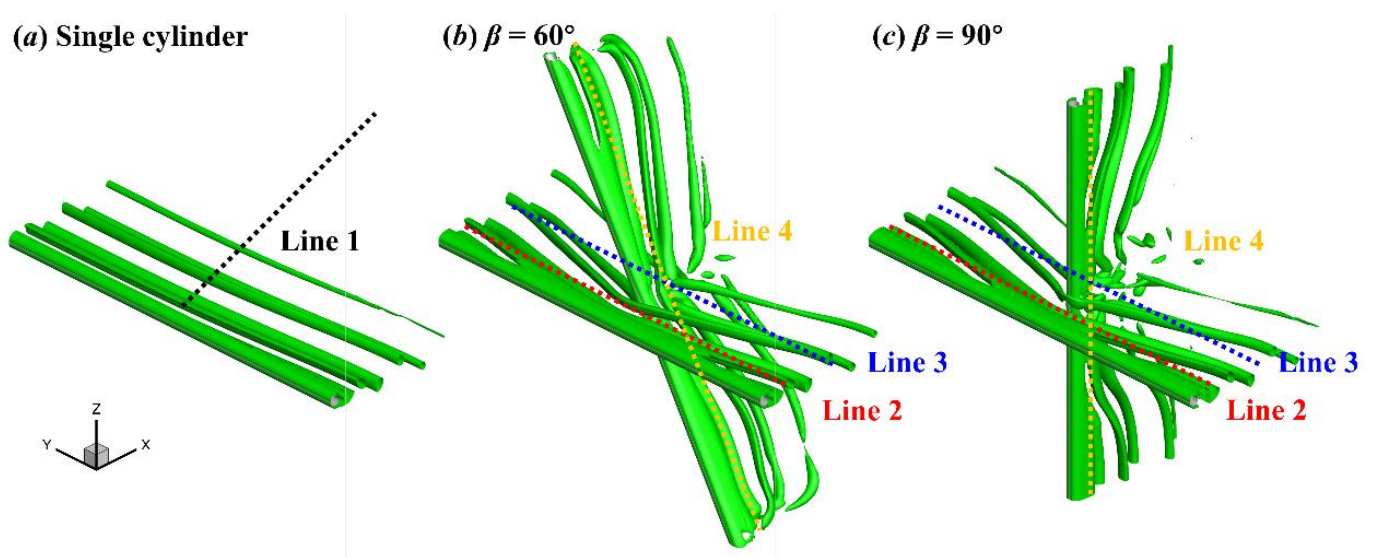 (a) Single cylinder
(b) β = 60°
(c) β = 90°
Line 1
Line 4
Line 4
Line 3
Line 3
Line 2
Line 2
Z
Y
X